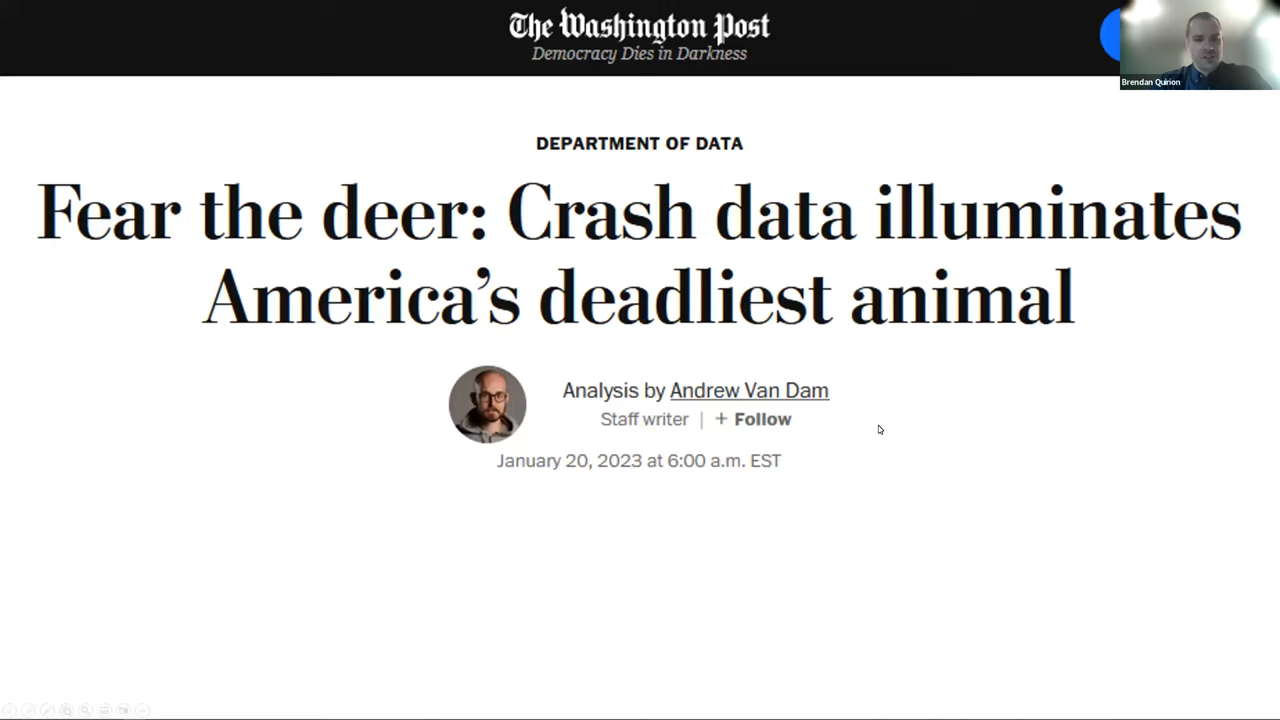 The Washington Post
Democracy Dies in Darkness
Brendan Quirion
DEPARTMENT OF DATA
Fear the deer: Crash data illuminates
America’s deadliest animal
Analysis by Andrew Van Dam
Staff writer | + Follow
January 20, 2023 at 6:00 a.m. EST